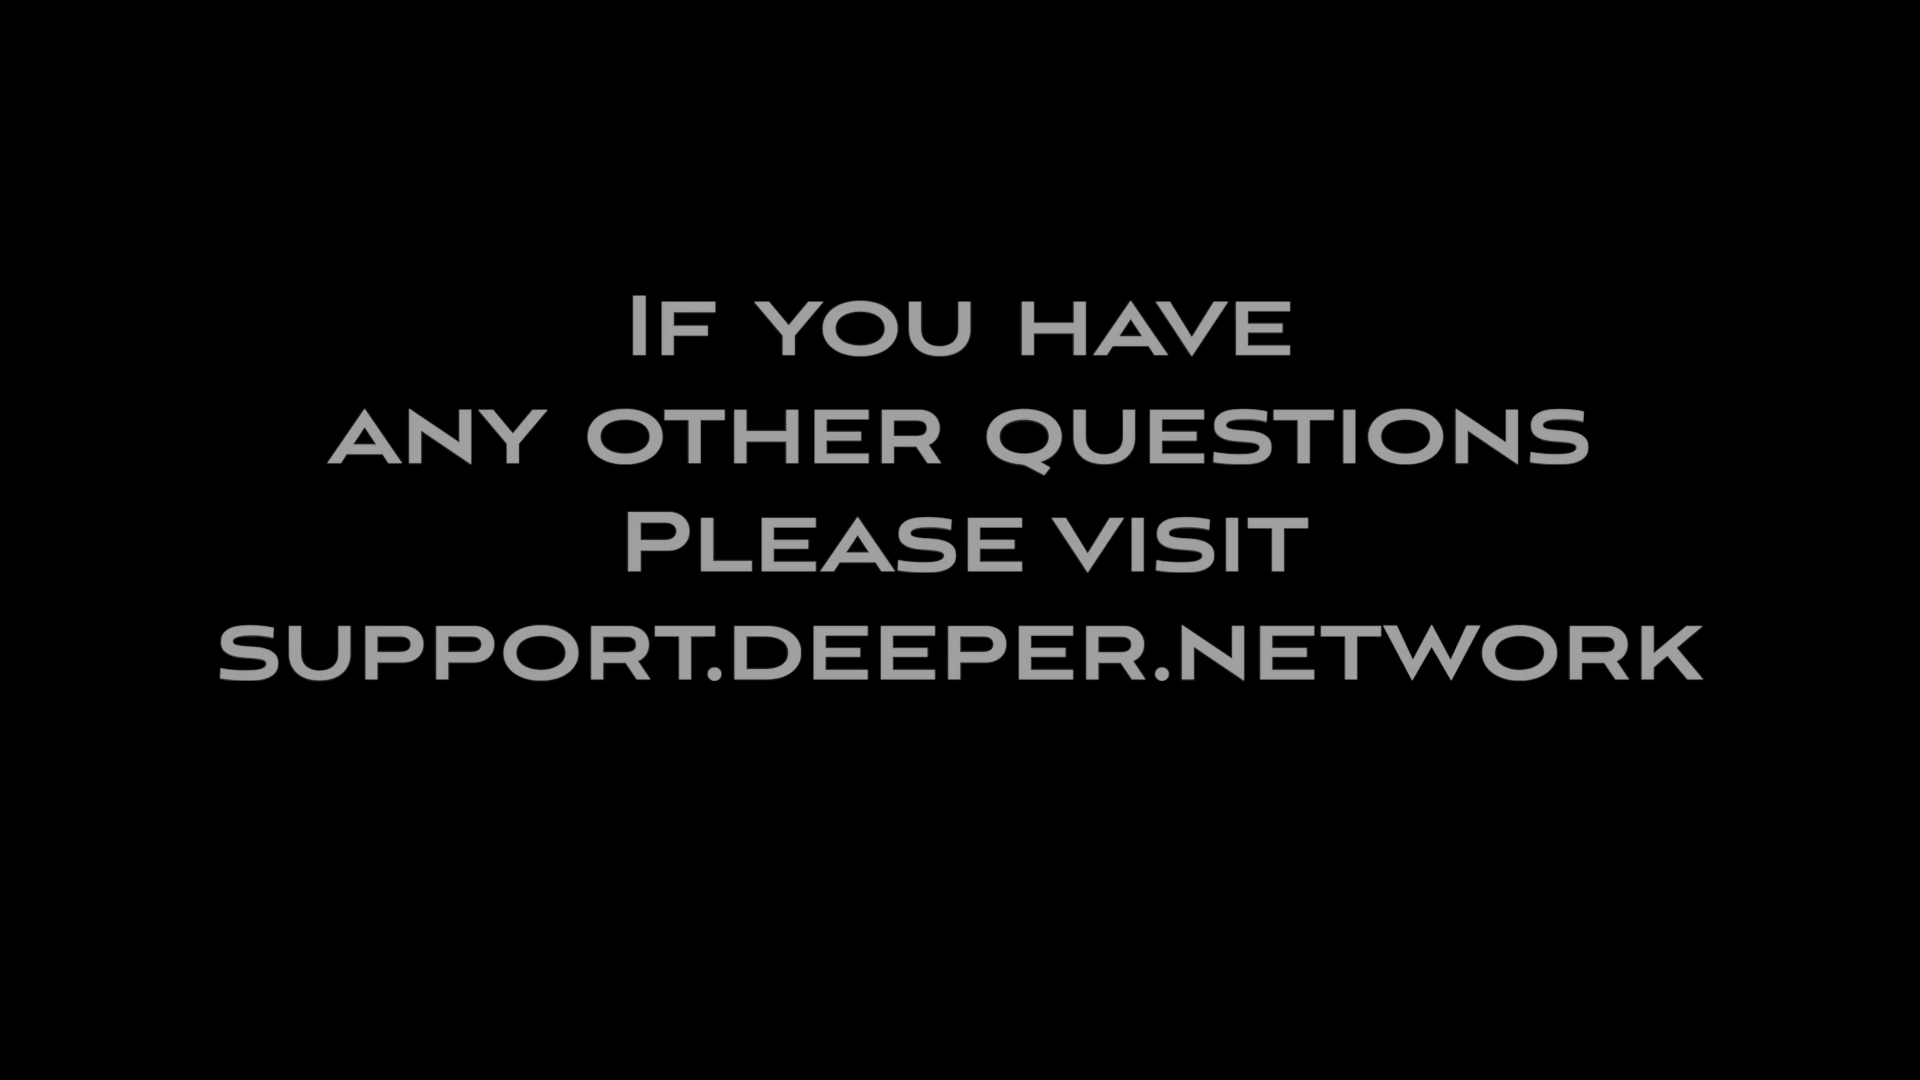 If you have
any other questions
Please visit
support.deeper.network